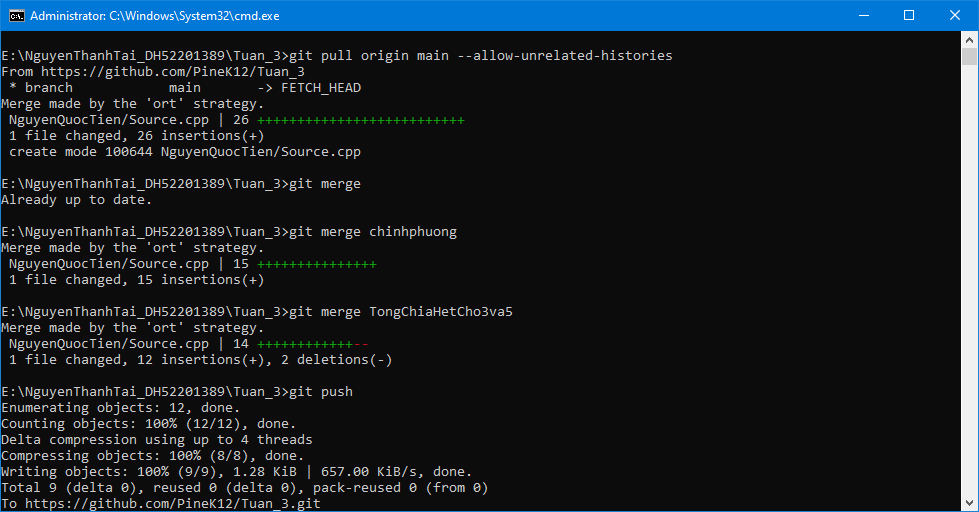 Administrator: C:\Windows\System32\cmd.exe
E:\NguyenThanhTai_DH52201389\Tuan_3>git pull origin main --allow-unrelated-histories
From https://github.com/PineK12/Tuan_3
 * branch            main       -> FETCH_HEAD
Merge made by the 'ort' strategy.
 NguyenQuocTien/Source.cpp | 26 ++++++++++++++++++++++++++
 1 file changed, 26 insertions(+)
 create mode 100644 NguyenQuocTien/Source.cpp
E:\NguyenThanhTai_DH52201389\Tuan_3>git merge
Already up to date.
E:\NguyenThanhTai_DH52201389\Tuan_3>git merge chinhphuong
Merge made by the 'ort' strategy.
 NguyenQuocTien/Source.cpp | 15 +++++++++++++++
 1 file changed, 15 insertions(+)
E:\NguyenThanhTai_DH52201389\Tuan_3>git merge TongChiaHetCho3va5
Merge made by the 'ort' strategy.
 NguyenQuocTien/Source.cpp | 14 ++++++++++++--
 1 file changed, 12 insertions(+), 2 deletions(-)
E:\NguyenThanhTai_DH52201389\Tuan_3>git push
Enumerating objects: 12, done.
Counting objects: 100% (12/12), done.
Delta compression using up to 4 threads
Compressing objects: 100% (8/8), done.
Writing objects: 100% (9/9), 1.28 KiB | 657.00 KiB/s, done.
Total 9 (delta 0), reused 0 (delta 0), pack-reused 0 (from 0)
To https://github.com/PineK12/Tuan_3.git